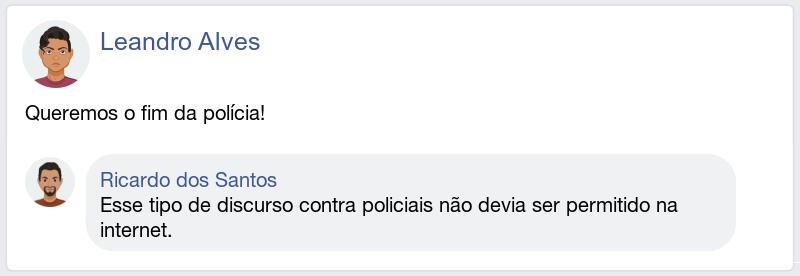 Leandro Alves
Queremos o fim da polícia!
Ricardo dos Santos
Esse tipo de discurso contra policiais não devia ser permitido na
internet.